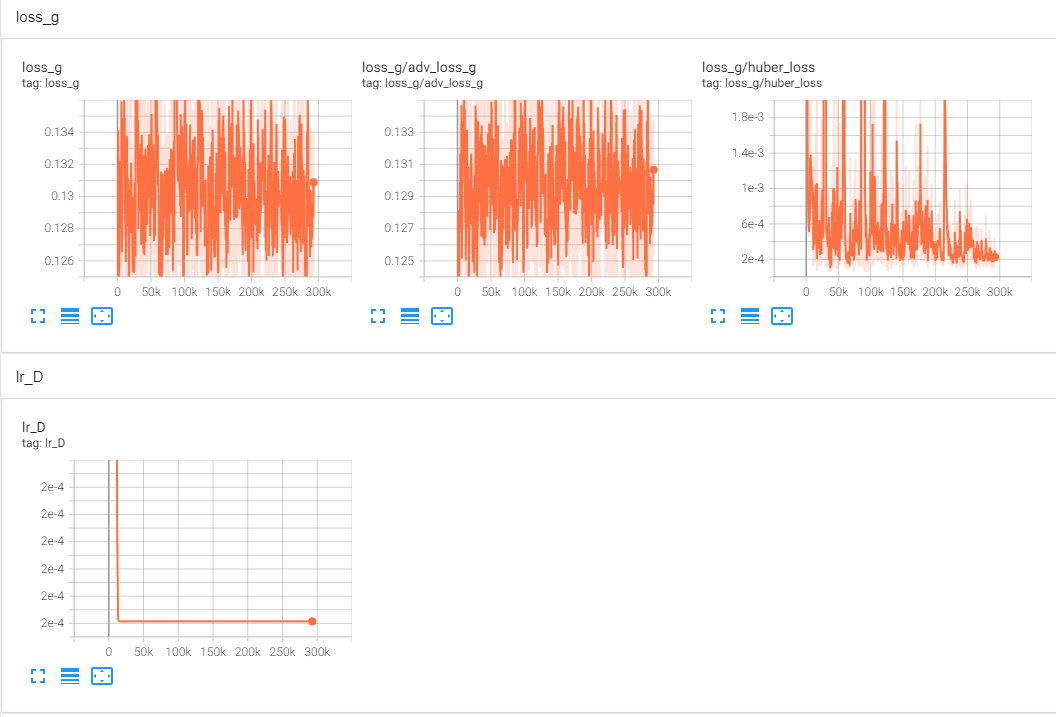 loss_g
loss_g
tag: loss_g
0.134
0.132
0.13
0.128
0.126
0 50k 100k 150k 200k 250k 300k
loss_g/adv_loss_g
tag: loss_g/adv_loss_g
0.133
0.131
0.129
0.127
0.125
0 50k 100k 150k 200k 250k 300k
loss_g/huber_loss
tag: loss_g/huber_loss
1.8e-3
1.4e-3
1e-3
6e-4
2e-4
0 50k 100k 150k 200k 250k 300k
lr_D
lr_D
tag: lr_D
2e-4
2e-4
2e-4
2e-4
2e-4
2e-4
0 50k 100k 150k 200k 250k 300k